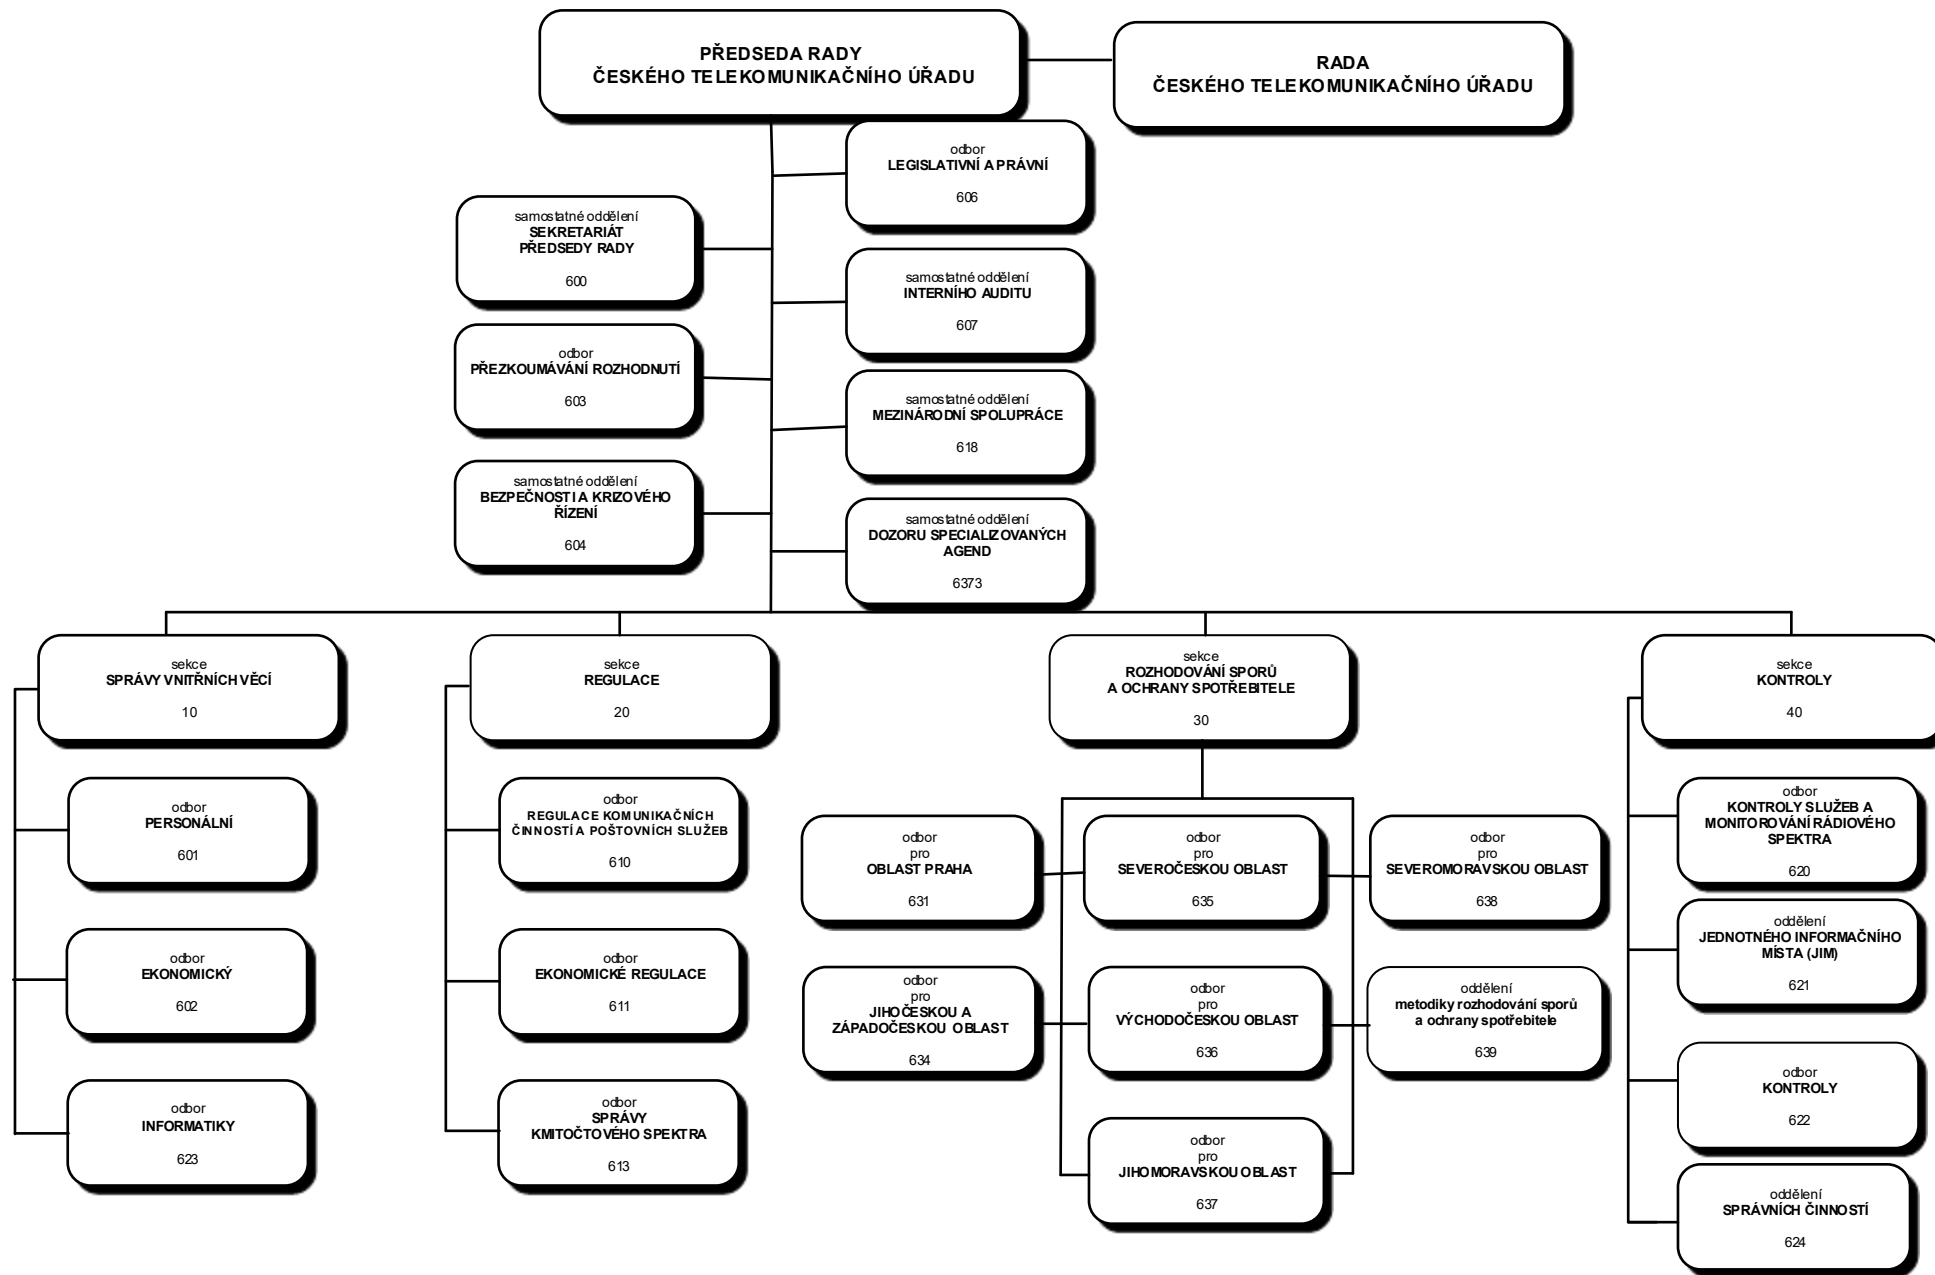 PŘEDSEDA RADY
ČESKÉHO TELEKOMUNIKAČNÍHO ÚŘADU
RADA
ČESKÉHO TELEKOMUNIKAČNÍHO ÚŘADU
odbor
LEGISLATIVNÍ A PRÁVNÍ
606
samostatné oddělení
SEKRETARIÁT
PŘEDSEDY RADY
600
samostatné oddělení
INTERNÍHO AUDITU
607
odbor
PŘEZKOUMÁVÁNÍ ROZHODNUTÍ
603
samostatné oddělení
MEZINÁRODNÍ SPOLUPRÁCE
618
samostatné oddělení
BEZPEČNOSTI A KRIZOVÉHO
ŘÍZENÍ
604
samostatné oddělení
DOZORU SPECIALIZOVANÝCH
AGEND
6373
sekce
SPRÁVY VNITŘNÍCH VĚCÍ
10
sekce
REGULACE
20
sekce
ROZHODOVÁNÍ SPORŮ
A OCHRANY SPOTŘEBITELE
30
sekce
KONTROLY
40
odbor
PERSONÁLNÍ
601
odbor
REGULACE KOMUNIKAČNÍCH
ČINNOSTÍ A POŠTOVNÍCH SLUŽEB
610
odbor
pro
OBLAST PRAHA
631
odbor
pro
SEVEROČESKOU OBLAST
635
odbor
pro
SEVEROMORAVSKOU OBLAST
638
odbor
KONTROLY SLUŽEB A
MONITOROVÁNÍ RÁDIOVÉHO
SPEKTRA
620
odbor
EKONOMICKÝ
602
odbor
EKONOMICKÉ REGULACE
611
odbor
pro
JIHOČESKOU A
ZÁPADOČESKOU OBLAST
634
odbor
pro
VÝCHODOČESKOU OBLAST
636
oddělení
metodiky rozhodování sporů
a ochrany spotřebitele
639
oddělení
JEDNOTNÉHO INFORMAČNÍHO
MÍSTA (JIM)
621
odbor
INFORMATIKY
623
odbor
SPRÁVY
KMITOČTOVÉHO SPEKTRA
613
odbor
pro
JIHOMORAVSKOU OBLAST
637
odbor
KONTROLY
622
oddělení
SPRÁVNÍCH ČINNOSTÍ
624